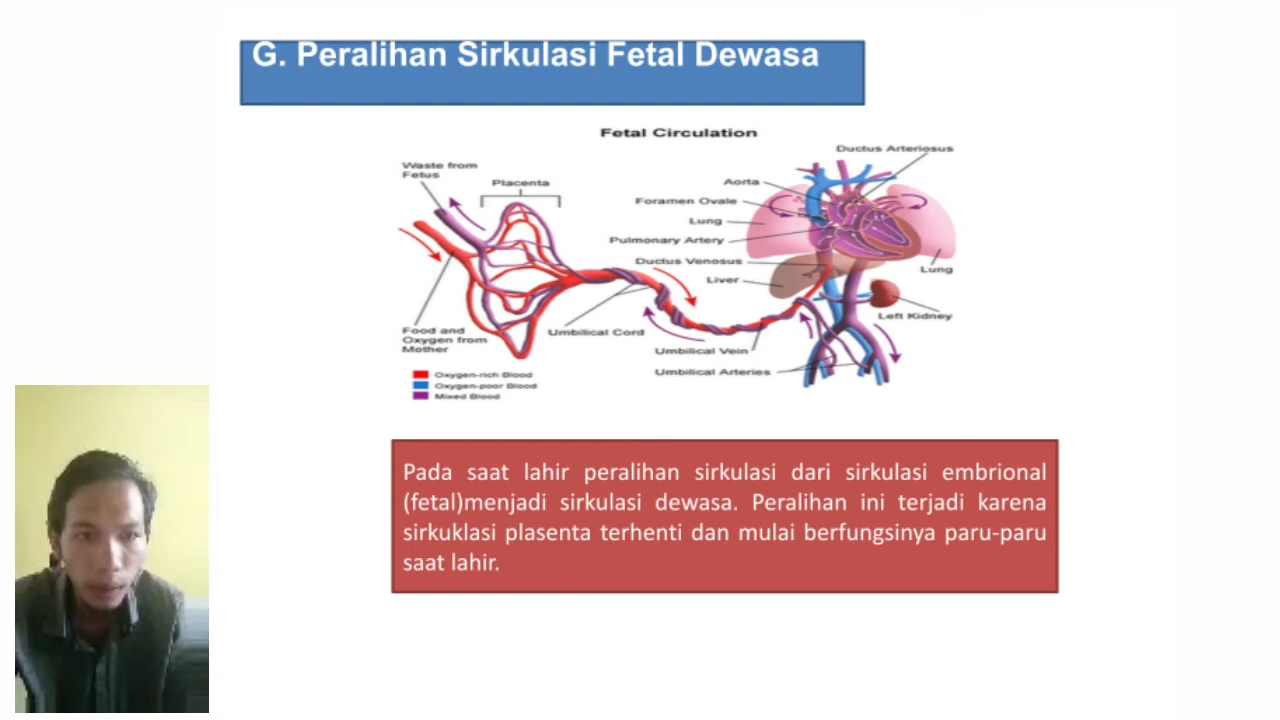 G. Peralihan Sirkulasi Fetal Dewasa
Fetal Circulation
Ductus Arteriosus
Waste from
Fetus
Placenta
Aorta
Foramen Ovale
Lung
Pulmonary Artery
Ductus Venosus
Lung
Liver
Left Kidney
Food and
Oxygen from
Mother
Umbilical Cord
Umbilical Vein
Umbilical Arteries
Oxygen-rich Blood
Oxygen-poor Blood
Mixed Blood
Pada saat lahir peralihan sirkulasi dari sirkulasi embrional
(fetal)menjadi sirkulasi dewasa. Peralihan ini terjadi karena
sirkuklasi plasenta terhenti dan mulai berfungsinya paru-paru
saat lahir.